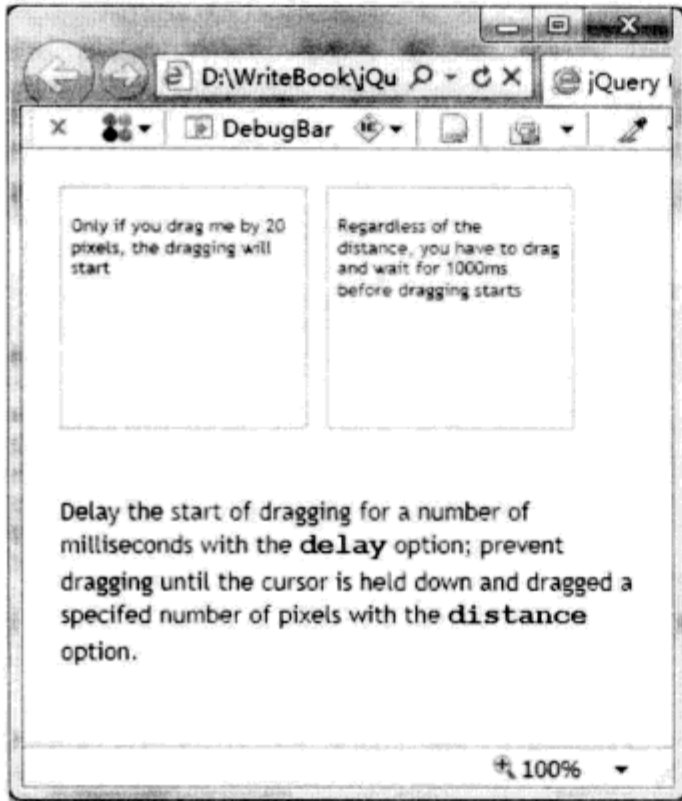 D:\WriteBook\jQu
jQuery
DebugBar
Only if you drag me by 20
pixels, the dragging will
start
Regardless of the
distance, you have to drag
and wait for 1000ms
before dragging starts
Delay the start of dragging for a number of
milliseconds with the delay option; prevent
dragging until the cursor is held down and dragged a
specifed number of pixels with the distance
option.
100%